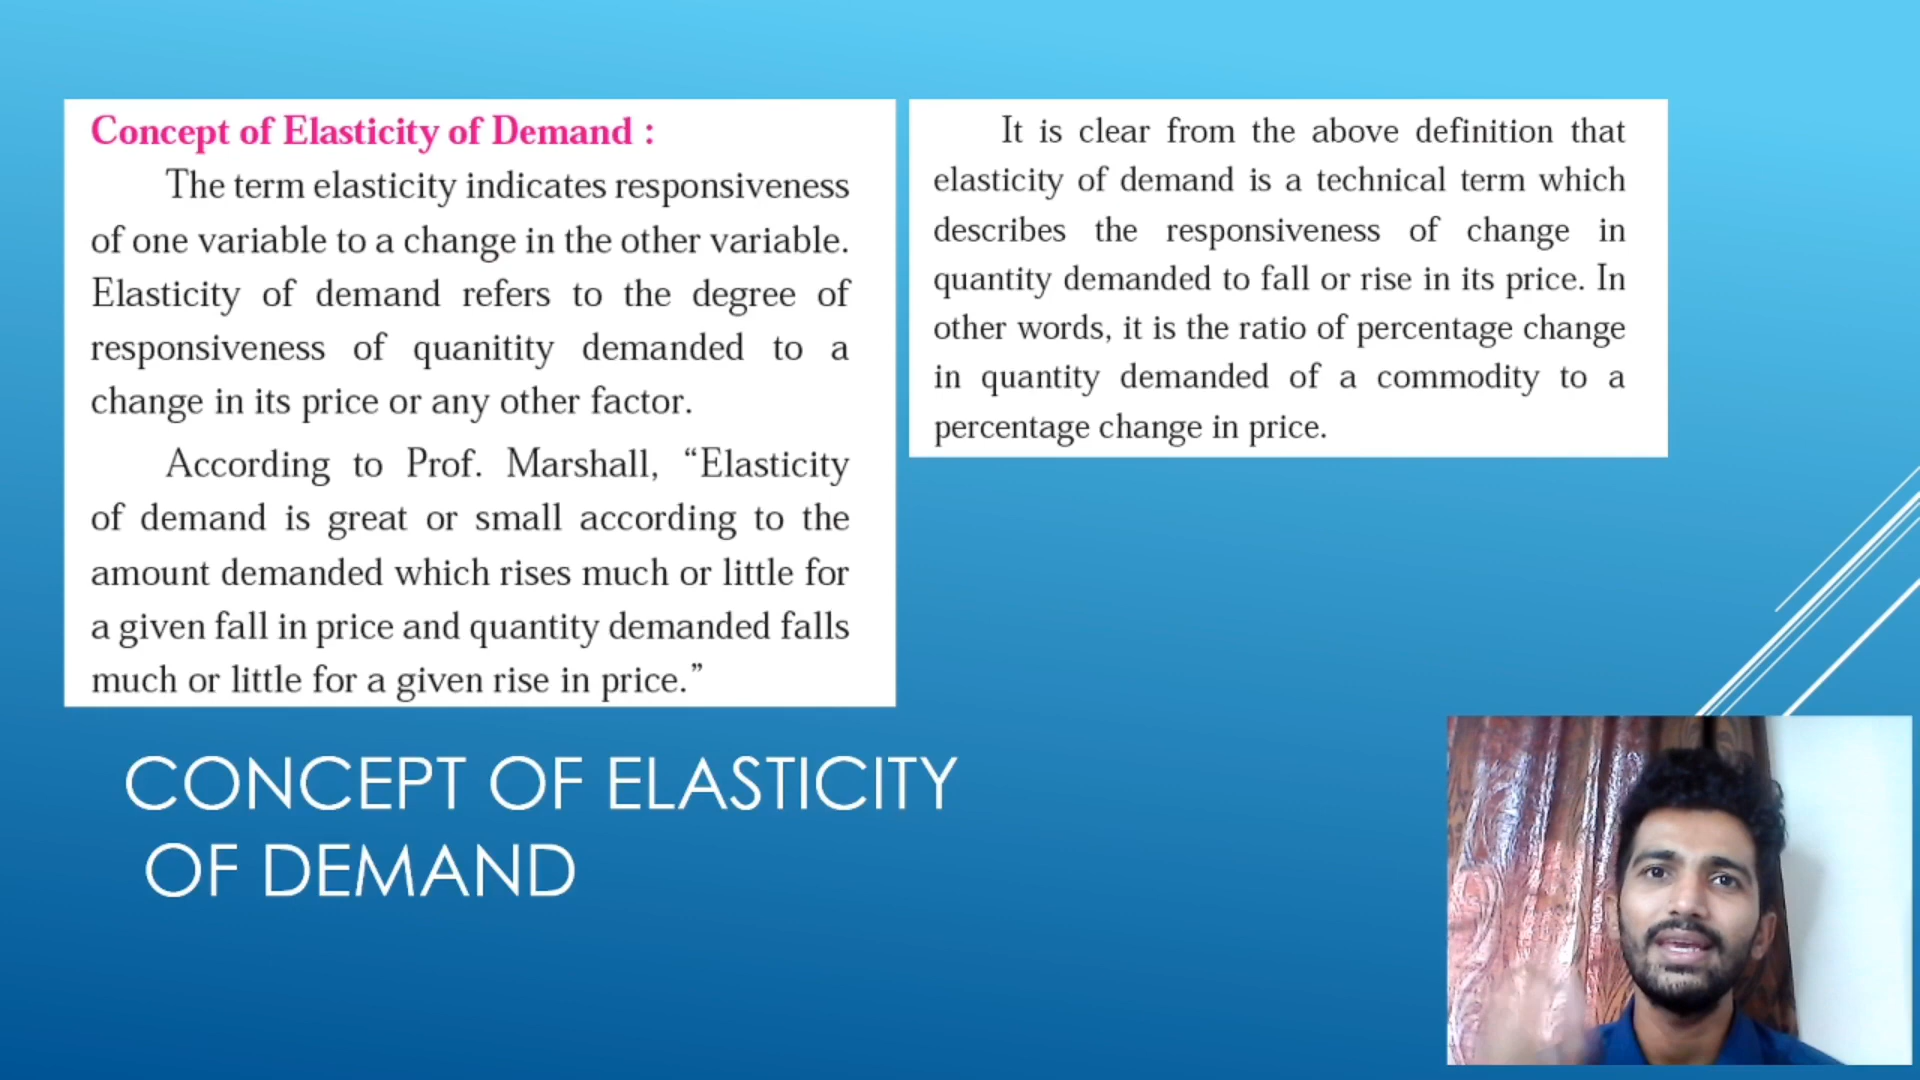 Concept of Elasticity of Demand :
The term elasticity indicates responsiveness
of one variable to a change in the other variable.
Elasticity of demand refers to the degree of
responsiveness of quanitity demanded to a
change in its price or any other factor.
According to Prof. Marshall, “Elasticity
of demand is great or small according to the
amount demanded which rises much or little for
a given fall in price and quantity demanded falls
much or little for a given rise in price.”
It is clear from the above definition that
elasticity of demand is a technical term which
describes the responsiveness of change in
quantity demanded to fall or rise in its price. In
other words, it is the ratio of percentage change
in quantity demanded of a commodity to a
percentage change in price.
CONCEPT OF ELASTICITY
OF DEMAND